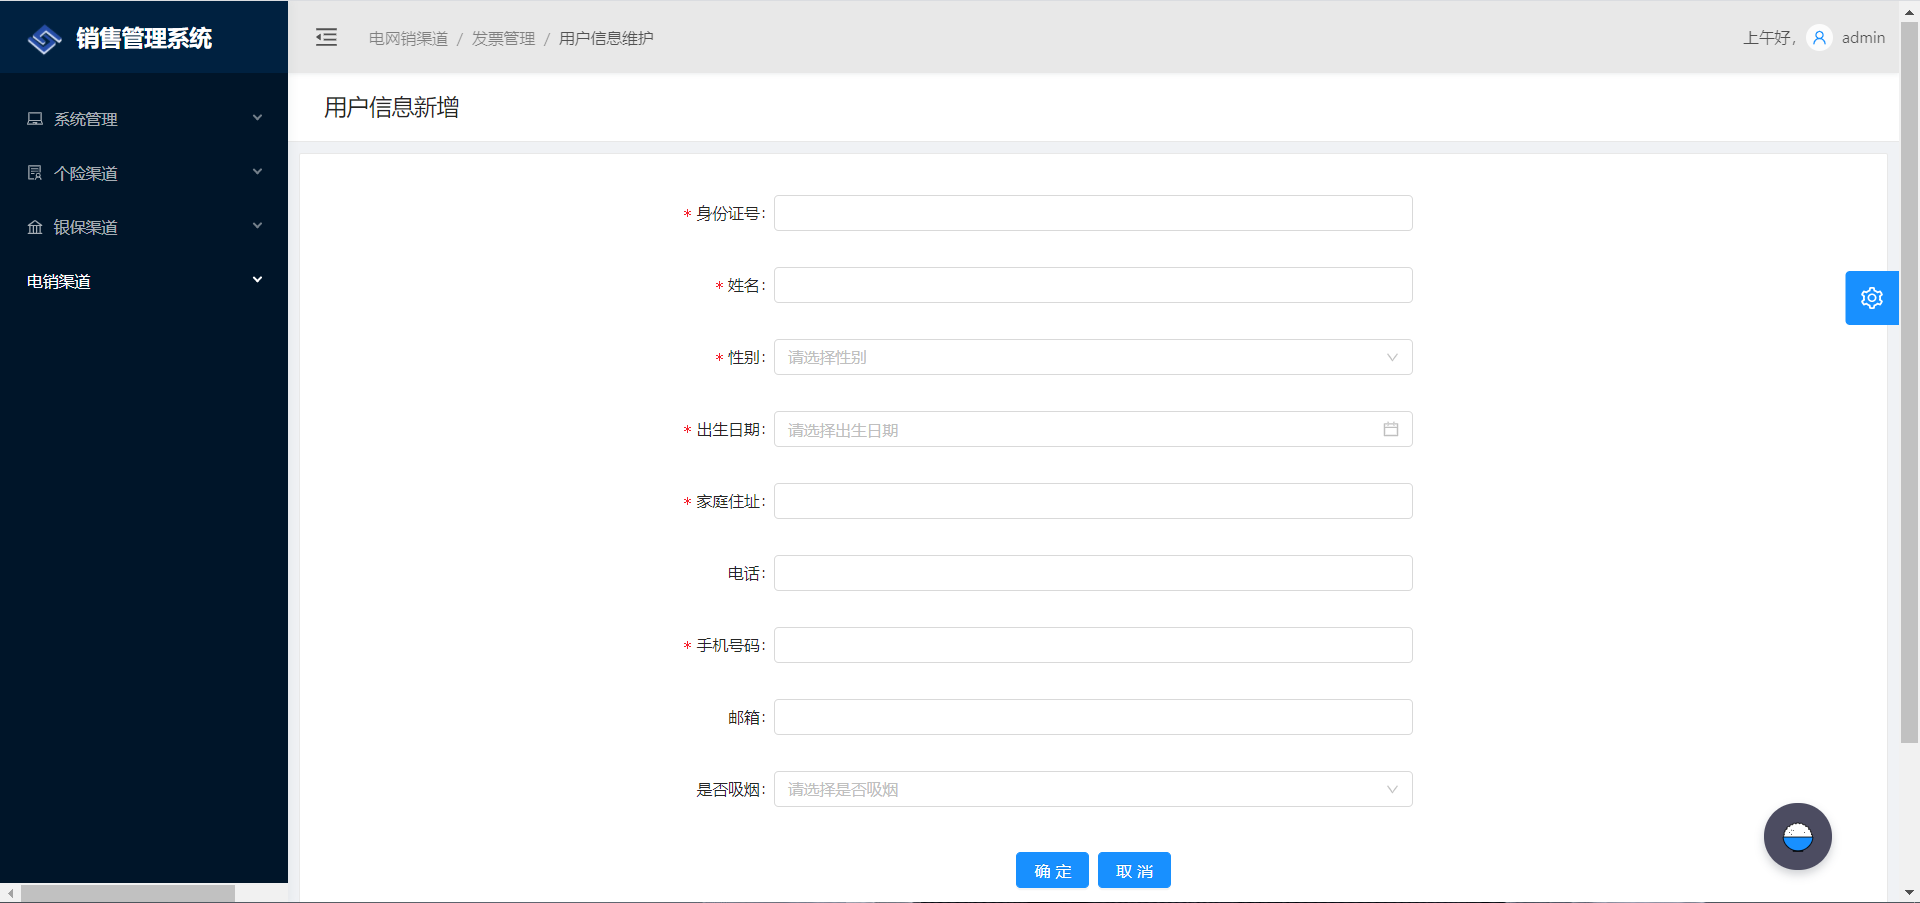 销售管理系统
电网销渠道 / 发票管理 / 用户信息维护
上午好, admin
系统管理
个险渠道
银保渠道
电销渠道
用户信息新增
* 身份证号:
* 姓名:
* 性别: 请选择性别
* 出生日期: 请选择出生日期
* 家庭住址:
电话:
* 手机号码:
邮箱:
是否吸烟: 请选择是否吸烟
确 定 取 消